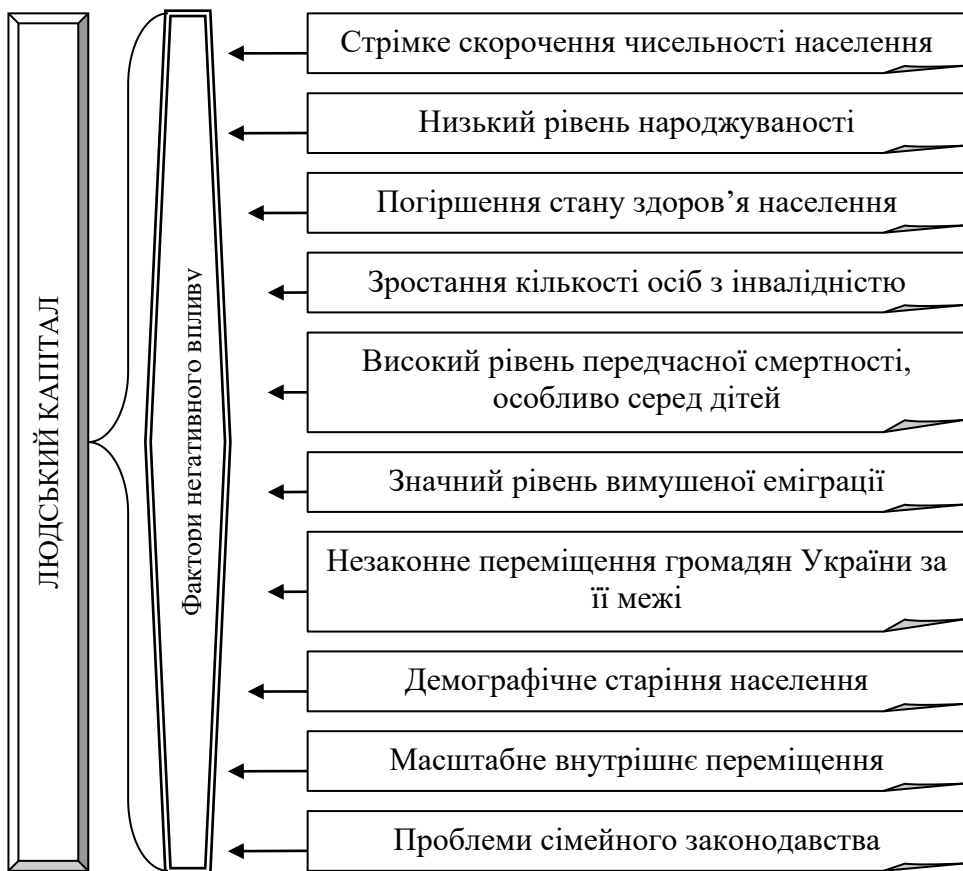 ЛЮДСЬКИЙ КАПІТАЛ
Фактори негативного впливу
Стрімке скорочення чисельності населення
Низький рівень народжуваності
Погіршення стану здоров’я населення
Зростання кількості осіб з інвалідністю
Високий рівень передчасної смертності,
особливо серед дітей
Значний рівень вимушеної еміграції
Незаконне переміщення громадян України за
її межі
Демографічне старіння населення
Масштабне внутрішнє переміщення
Проблеми сімейного законодавства